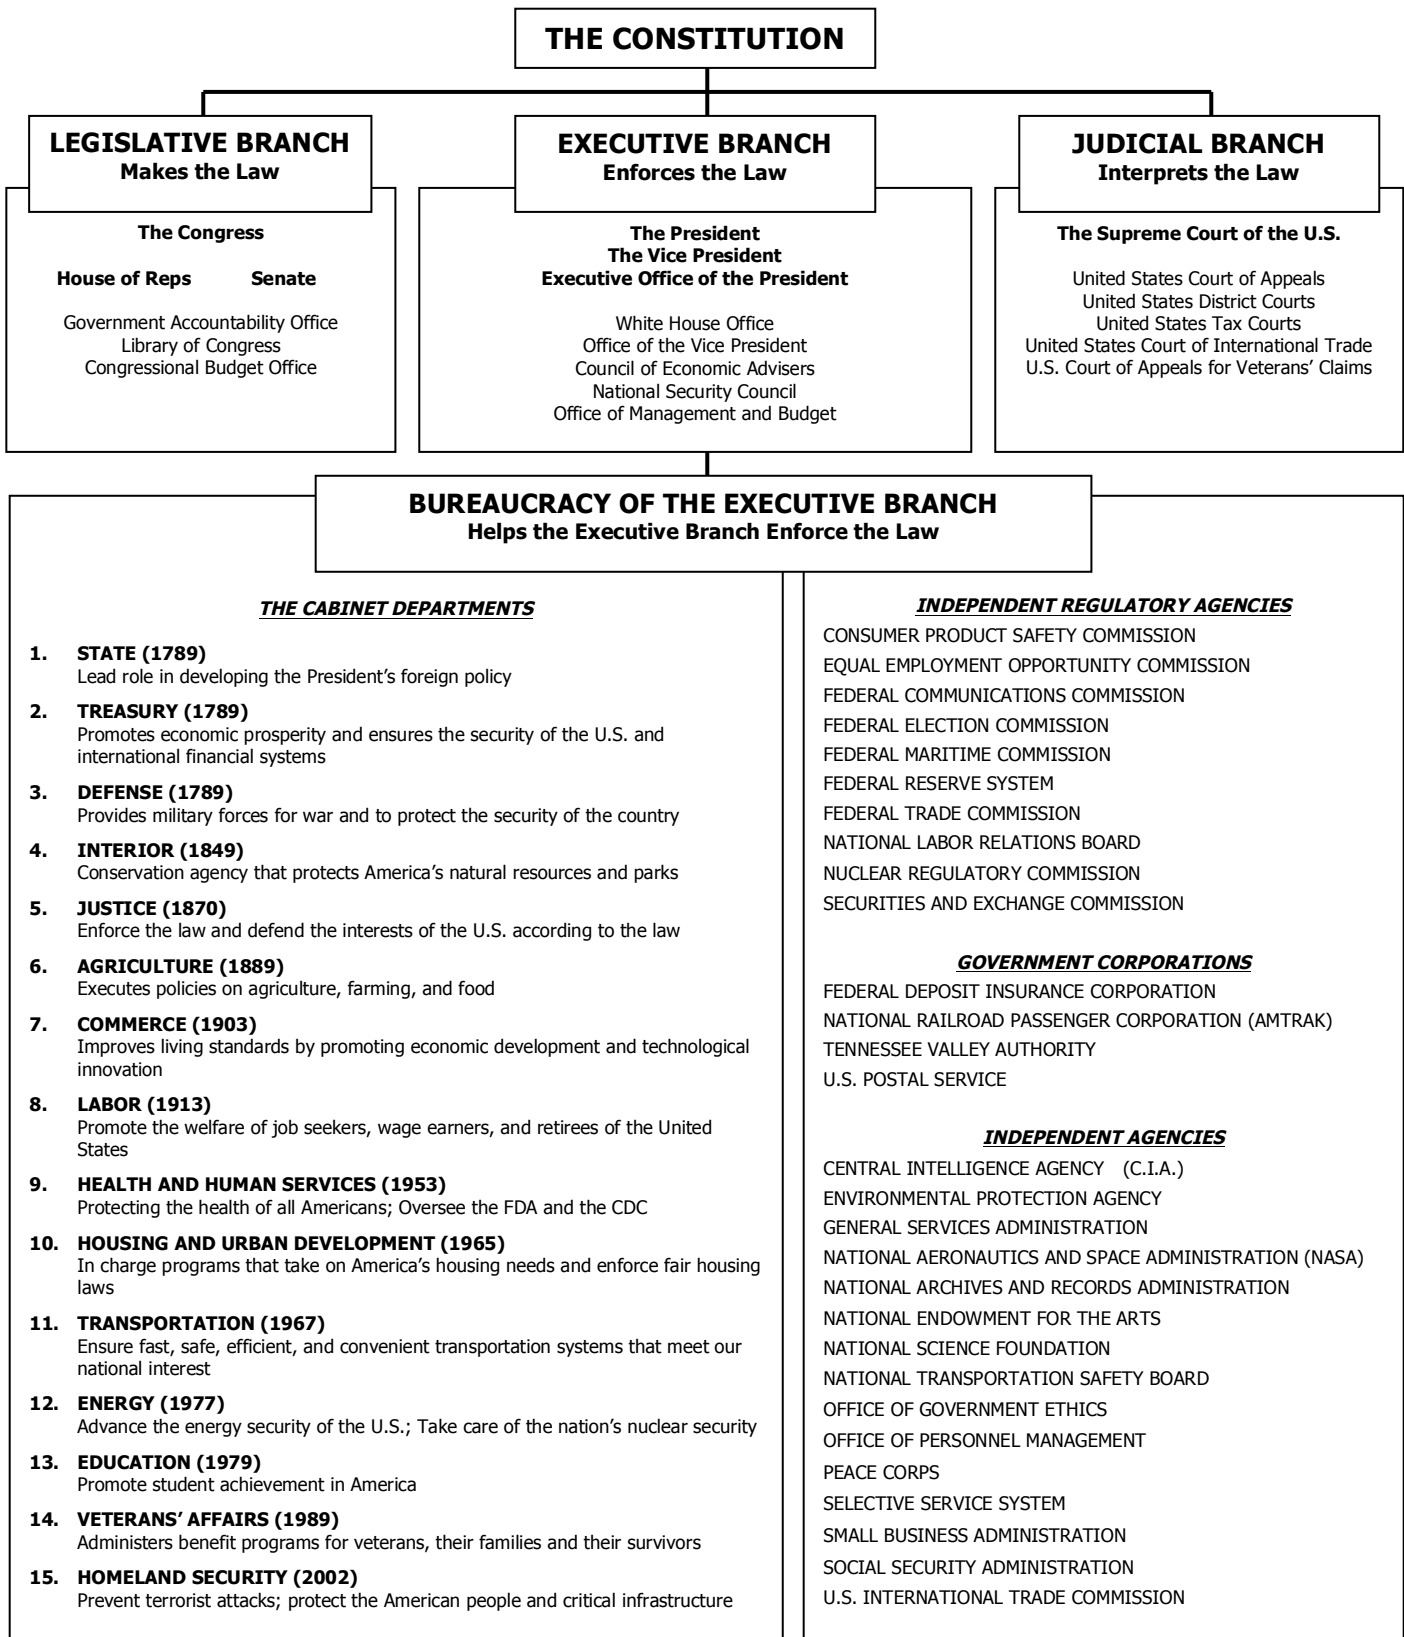 THE CONSTITUTION
LEGISLATIVE BRANCH
Makes the Law
The Congress
House of Reps Senate
Government Accountability Office
Library of Congress
Congressional Budget Office
EXECUTIVE BRANCH
Enforces the Law
The President
The Vice President
Executive Office of the President
White House Office
Office of the Vice President
Council of Economic Advisers
National Security Council
Office of Management and Budget
JUDICIAL BRANCH
Interprets the Law
The Supreme Court of the U.S.
United States Court of Appeals
United States District Courts
United States Tax Courts
United States Court of International Trade
U.S. Court of Appeals for Veterans’ Claims
BUREAUCRACY OF THE EXECUTIVE BRANCH
Helps the Executive Branch Enforce the Law
THE CABINET DEPARTMENTS
1. STATE (1789)
Lead role in developing the President’s foreign policy
2. TREASURY (1789)
Promotes economic prosperity and ensures the security of the U.S. and
international financial systems
3. DEFENSE (1789)
Provides military forces for war and to protect the security of the country
4. INTERIOR (1849)
Conservation agency that protects America’s natural resources and parks
5. JUSTICE (1870)
Enforce the law and defend the interests of the U.S. according to the law
6. AGRICULTURE (1889)
Executes policies on agriculture, farming, and food
7. COMMERCE (1903)
Improves living standards by promoting economic development and technological
innovation
8. LABOR (1913)
Promote the welfare of job seekers, wage earners, and retirees of the United
States
9. HEALTH AND HUMAN SERVICES (1953)
Protecting the health of all Americans; Oversee the FDA and the CDC
10. HOUSING AND URBAN DEVELOPMENT (1965)
In charge programs that take on America’s housing needs and enforce fair housing
laws
11. TRANSPORTATION (1967)
Ensure fast, safe, efficient, and convenient transportation systems that meet our
national interest
12. ENERGY (1977)
Advance the energy security of the U.S.; Take care of the nation’s nuclear security
13. EDUCATION (1979)
Promote student achievement in America
14. VETERANS’ AFFAIRS (1989)
Administers benefit programs for veterans, their families and their survivors
15. HOMELAND SECURITY (2002)
Prevent terrorist attacks; protect the American people and critical infrastructure
INDEPENDENT REGULATORY AGENCIES
CONSUMER PRODUCT SAFETY COMMISSION
EQUAL EMPLOYMENT OPPORTUNITY COMMISSION
FEDERAL COMMUNICATIONS COMMISSION
FEDERAL ELECTION COMMISSION
FEDERAL MARITIME COMMISSION
FEDERAL RESERVE SYSTEM
FEDERAL TRADE COMMISSION
NATIONAL LABOR RELATIONS BOARD
NUCLEAR REGULATORY COMMISSION
SECURITIES AND EXCHANGE COMMISSION
GOVERNMENT CORPORATIONS
FEDERAL DEPOSIT INSURANCE CORPORATION
NATIONAL RAILROAD PASSENGER CORPORATION (AMTRAK)
TENNESSEE VALLEY AUTHORITY
U.S. POSTAL SERVICE
INDEPENDENT AGENCIES
CENTRAL INTELLIGENCE AGENCY (C.I.A.)
ENVIRONMENTAL PROTECTION AGENCY
GENERAL SERVICES ADMINISTRATION
NATIONAL AERONAUTICS AND SPACE ADMINISTRATION (NASA)
NATIONAL ARCHIVES AND RECORDS ADMINISTRATION
NATIONAL ENDOWMENT FOR THE ARTS
NATIONAL SCIENCE FOUNDATION
NATIONAL TRANSPORTATION SAFETY BOARD
OFFICE OF GOVERNMENT ETHICS
OFFICE OF PERSONNEL MANAGEMENT
PEACE CORPS
SELECTIVE SERVICE SYSTEM
SMALL BUSINESS ADMINISTRATION
SOCIAL SECURITY ADMINISTRATION
U.S. INTERNATIONAL TRADE COMMISSION